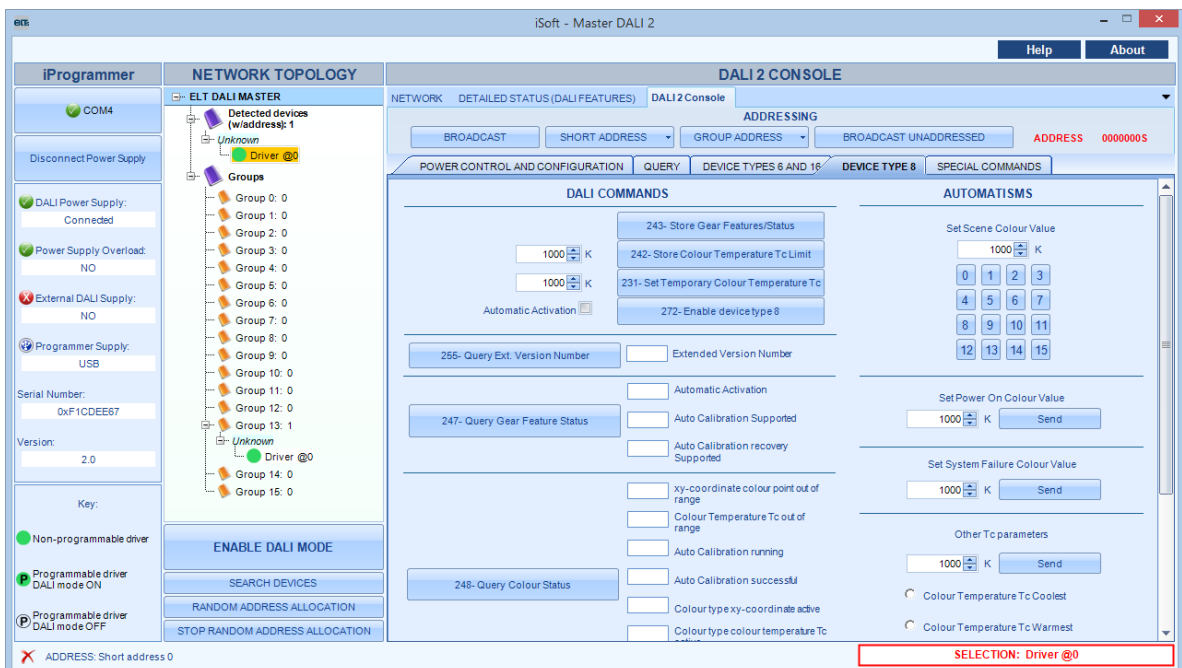 elt
iSoft - Master DALI 2
Help
About
iProgrammer
COM4
Disconnect Power Supply
DALI Power Supply:
Connected
Power Supply Overload:
NO
External DALI Supply:
NO
Programmer Supply:
USB
Serial Number:
0xF1CDEE67
Version:
2.0
Key:
Non-programmable driver
P
Programmable driver
DALI mode ON
P
Programmable driver
DALI mode OFF
NETWORK TOPOLOGY
ELT DALI MASTER
Detected devices
(w/address): 1
Unknown
Driver @0
Groups
Group 0: 0
Group 1: 0
Group 2: 0
Group 3: 0
Group 4: 0
Group 5: 0
Group 6: 0
Group 7: 0
Group 8: 0
Group 9: 0
Group 10: 0
Group 11: 0
Group 12: 0
Group 13: 1
Unknown
Driver @0
Group 14: 0
Group 15: 0
ENABLE DALI MODE
SEARCH DEVICES
RANDOM ADDRESS ALLOCATION
STOP RANDOM ADDRESS ALLOCATION
DALI 2 CONSOLE
NETWORK DETAILED STATUS (DALI FEATURES) DALI 2 Console
ADDRESSING
BROADCAST SHORT ADDRESS GROUP ADDRESS BROADCAST UNADDRESSED ADDRESS 0000000S
POWER CONTROL AND CONFIGURATION QUERY DEVICE TYPES 6 AND 16 DEVICE TYPE 8 SPECIAL COMMANDS
DALI COMMANDS
243- Store Gear Features/Status
1000 K 242- Store Colour Temperature Tc Limit
1000 K 231- Set Temporary Colour Temperature Tc
Automatic Activation 272- Enable device type 8
255- Query Ext. Version Number Extended Version Number
247- Query Gear Feature Status
Automatic Activation
Auto Calibration Supported
Auto Calibration recovery
Supported
248- Query Colour Status
xy-coordinate colour point out of
range
Colour Temperature Tc out of
range
Auto Calibration running
Auto Calibration successful
Colour type xy-coordinate active
Colour type colour temperature Tc
AUTOMATISMS
Set Scene Colour Value
1000 K
0 1 2 3
4 5 6 7
8 9 10 11
12 13 14 15
Set Power On Colour Value
1000 K Send
Set System Failure Colour Value
1000 K Send
Other Tc parameters
1000 K Send
Colour Temperature Tc Coolest
Colour Temperature Tc Warmest
ADDRESS: Short address 0
SELECTION: Driver @0